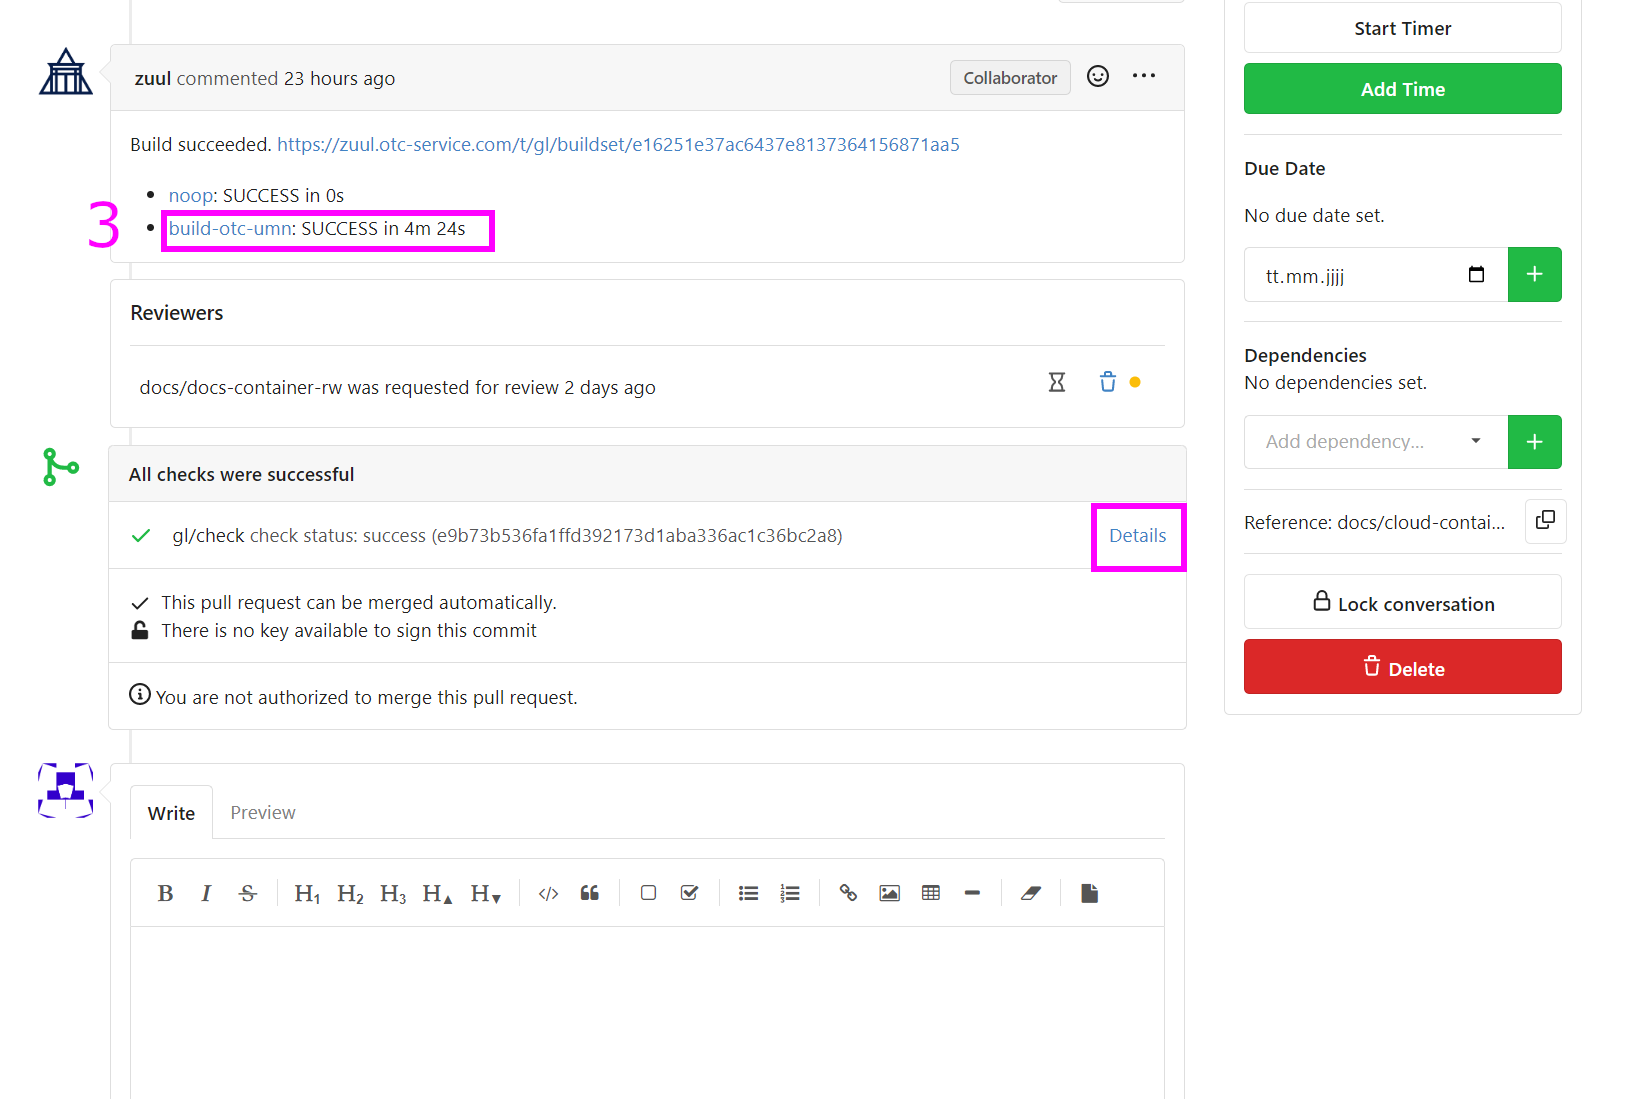 zuul commented 23 hours ago
Collaborator
Build succeeded. https://zuul.otc-service.com/t/gl/buildset/e16251e37ac6437e8137364156871aa5
noop: SUCCESS in 0s
3
build-otc-umn: SUCCESS in 4m 24s
Reviewers
docs/docs-container-rw was requested for review 2 days ago
All checks were successful
gl/check check status: success (e9b73b536fa1ffd392173d1aba336ac1c36bc2a8)
Details
This pull request can be merged automatically.
There is no key available to sign this commit
You are not authorized to merge this pull request.
Write
Preview
B I S H1 H2 H3 H▲ H▼
Start Timer
Add Time
Due Date
No due date set.
tt.mm.jjjj
Dependencies
No dependencies set.
Add dependency...
Reference: docs/cloud-contai...
Lock conversation
Delete